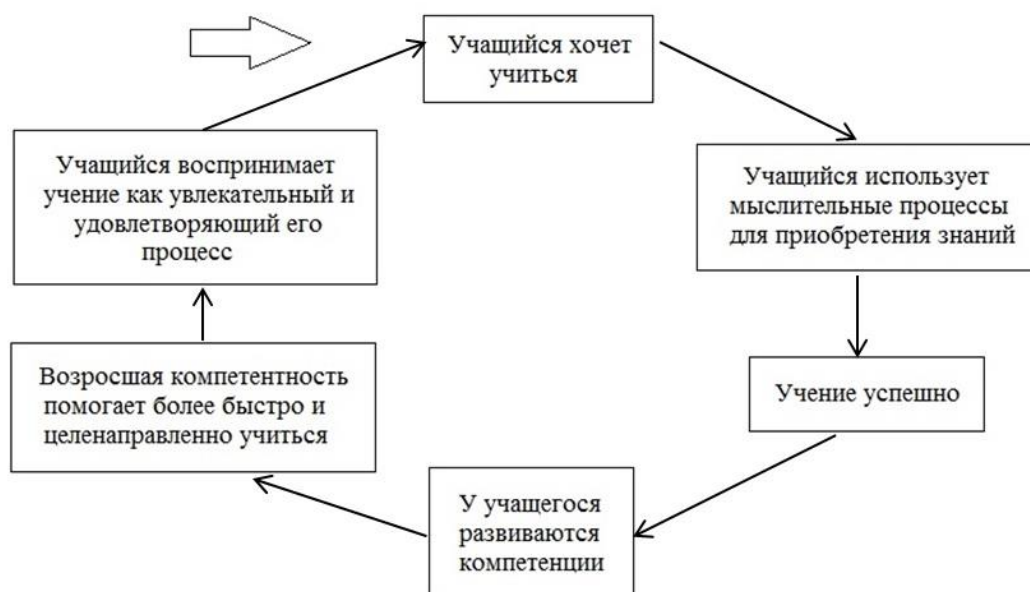 Учащийся хочет
учиться
Учащийся использует
мыслительные процессы
для приобретения знаний
Учение успешно
У учащегося
развиваются
компетенции
Возросшая компетентность
помогает более быстро и
целенаправленно учиться
Учащийся воспринимает
учение как увлекательный и
удовлетворяющий его
процесс